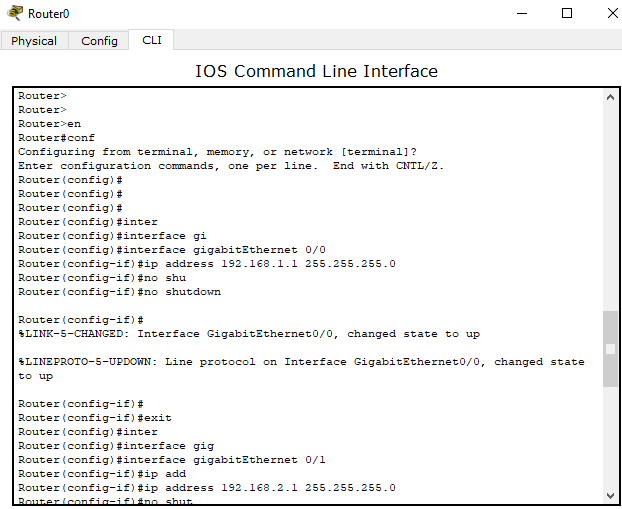 Router0
Physical Config CLI
IOS Command Line Interface
Router>
Router>
Router>en
Router#conf
Configuring from terminal, memory, or network [terminal]?
Enter configuration commands, one per line.  End with CNTL/Z.
Router(config)#
Router(config)#
Router(config)#
Router(config)#inter
Router(config)#interface gi
Router(config)#interface gigabitEthernet 0/0
Router(config-if)#ip address 192.168.1.1 255.255.255.0
Router(config-if)#no shu
Router(config-if)#no shutdown
Router(config-if)#
%LINK-5-CHANGED: Interface GigabitEthernet0/0, changed state to up
%LINEPROTO-5-UPDOWN: Line protocol on Interface GigabitEthernet0/0, changed state
to up
Router(config-if)#
Router(config-if)#exit
Router(config)#inter
Router(config)#interface gig
Router(config)#interface gigabitEthernet 0/1
Router(config-if)#ip add
Router(config-if)#ip address 192.168.2.1 255.255.255.0
Router(config-if)#no shut